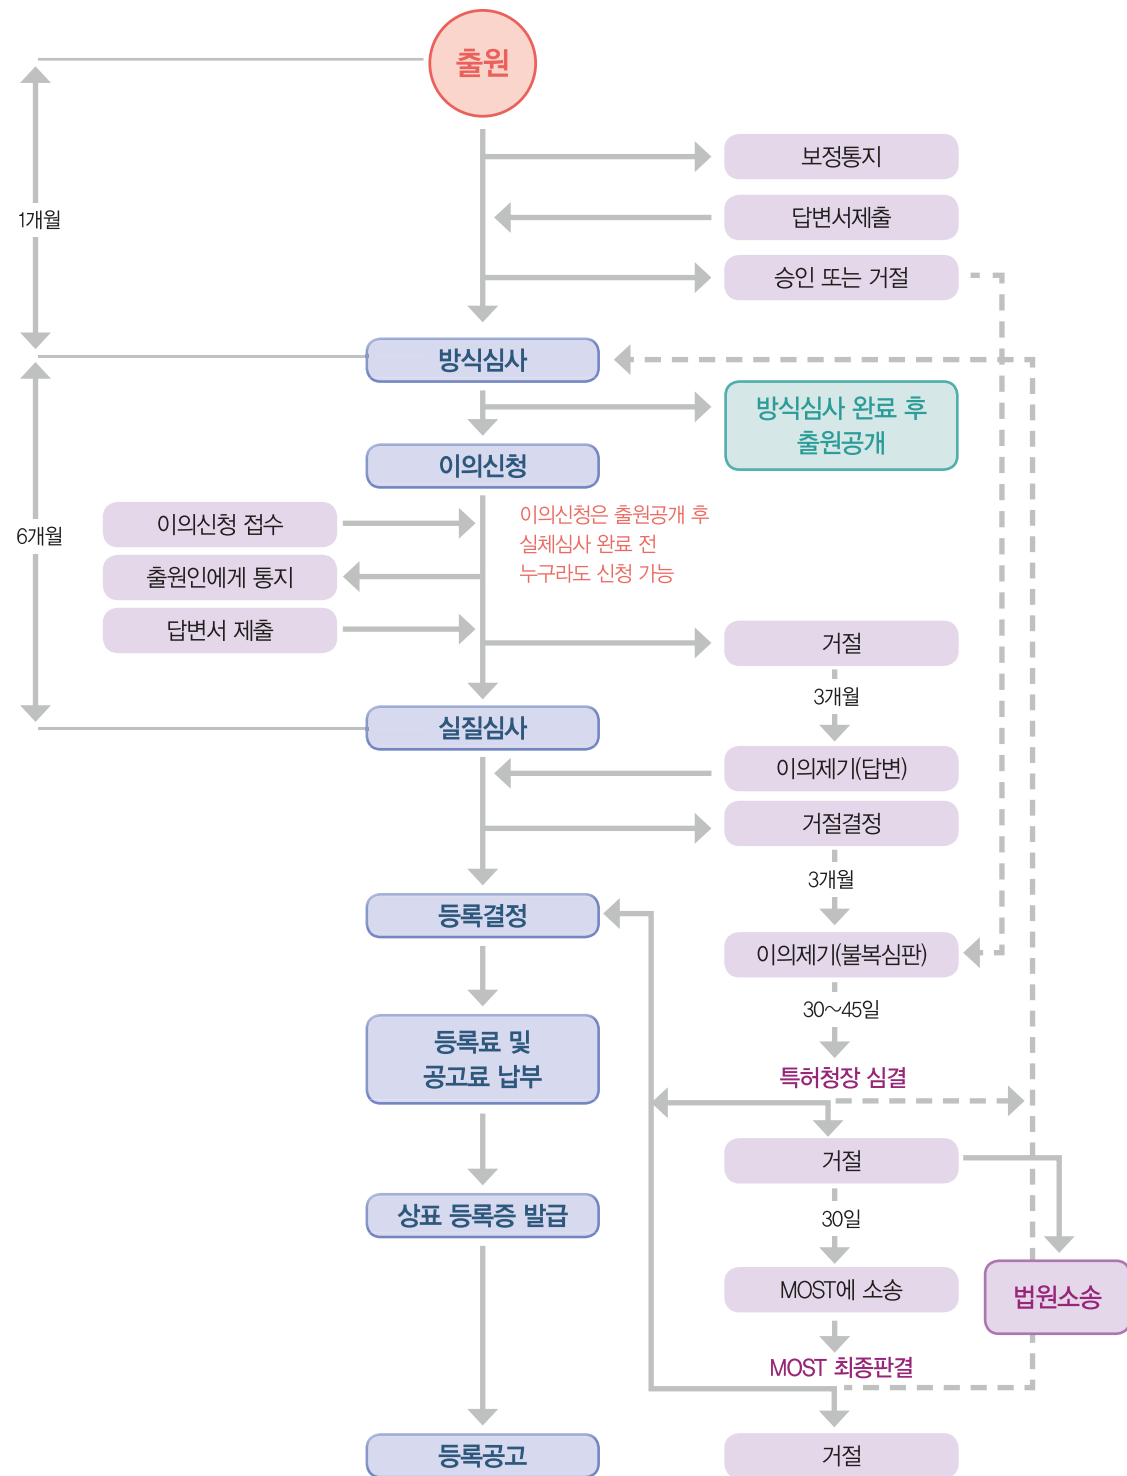 출원
보정통지
답변서제출
1개월
승인 또는 거절
방식심사
방식심사 완료 후
출원공개
이의신청
이의신청 접수
이의신청은 출원공개 후
실체심사 완료 전
누구라도 신청 가능
6개월
출원인에게 통지
답변서 제출
거절
3개월
실질심사
이의제기(답변)
거절결정
3개월
등록결정
이의제기(불복심판)
30～45일
등록료 및
공고료 납부
특허청장 심결
거절
상표 등록증 발급
30일
MOST에 소송
법원소송
MOST 최종판결
등록공고
거절